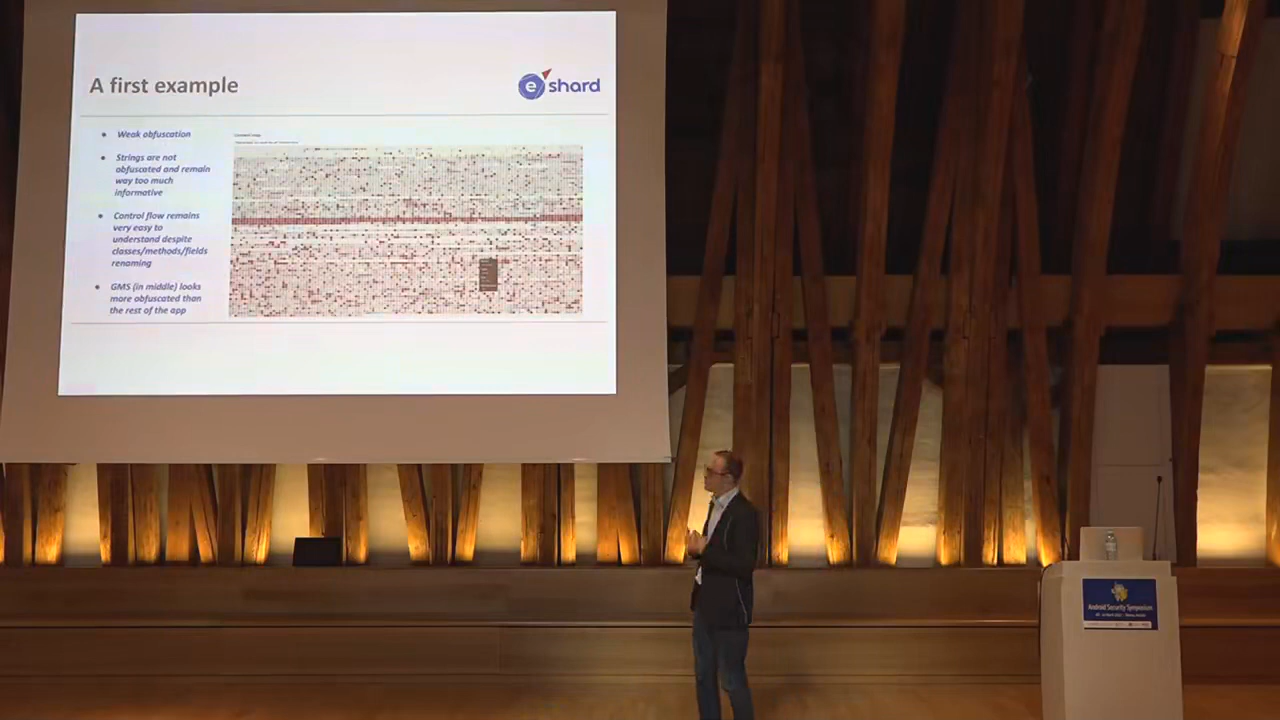 A first example
eshard
• Weak obfuscation
• Strings are not
obfuscated and remain
way too much
informative
• Control flow remains
very easy to
understand despite
classes/methods/fields
renaming
• GMS (in middle) looks
more obfuscated than
the rest of the app
Android Security Symposium